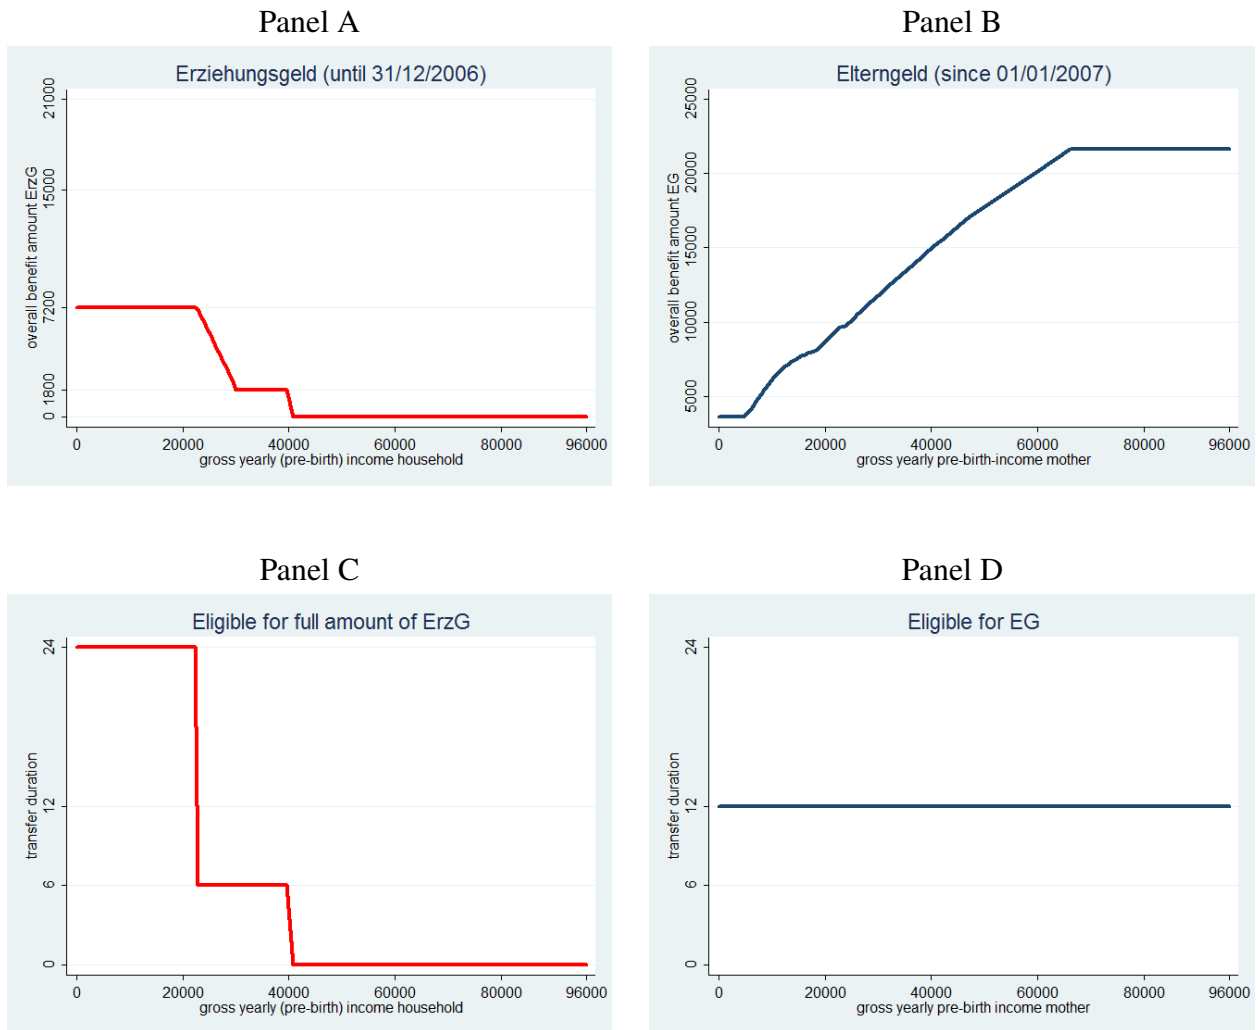 Panel A
Erziehungsgeld (until 31/12/2006)
overall benefit amount ErzG
21000
15000
7200
1800
0
0 20000 40000 60000 80000 96000
gross yearly (pre-birth) income household
Panel B
Elterngeld (since 01/01/2007)
overall benefit amount EG
25000
20000
15000
10000
5000
0 20000 40000 60000 80000 96000
gross yearly pre-birth-income mother
Panel C
Eligible for full amount of ErzG
transfer duration
24
12
6
0
0 20000 40000 60000 80000 96000
gross yearly (pre-birth) income household
Panel D
Eligible for EG
transfer duration
24
12
6
0
0 20000 40000 60000 80000 96000
gross yearly pre-birth income mother